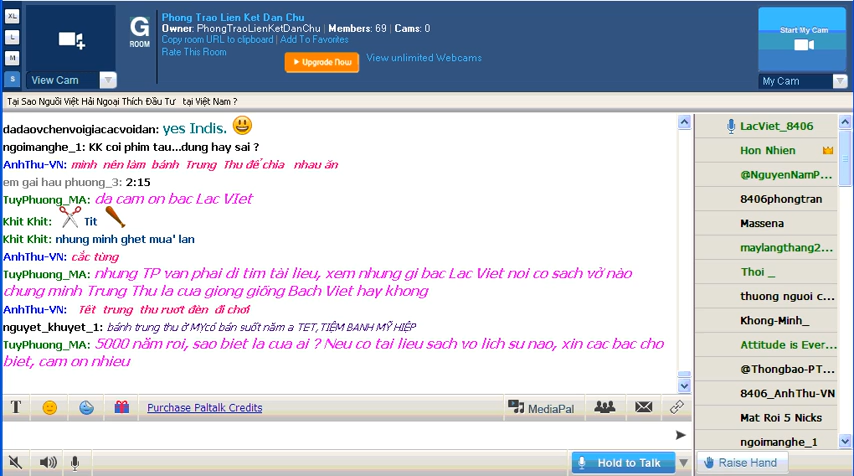 XL
L
M
S
View Cam
G
ROOM
Phong Trao Lien Ket Dan Chu
Owner: PhongTraoLienKetDanChu | Members: 69 | Cams: 0
Copy room URL to clipboard | Add To Favorites
Rate This Room
Upgrade Now
View unlimited Webcams
Start My Cam
My Cam
Tại Sao Người Việt Hải Ngoại Thích Đầu Tư tại Việt Nam ?
dadaovchenvoigiacacvoidan: yes Indis.
ngoimanghe_1: KK coi phim tau...dung hay sai ?
AnhThu-VN: mình nên làm bánh Trung Thu để chia nhau ăn
em gai hau phuong_3: 2:15
TuyPhuong_MA: da cam on bac Lac VIet
Khit Khit: Tit
Khit Khit: nhung minh ghet mua' lan
AnhThu-VN: cắc tùng
TuyPhuong_MA: nhung TP van phai di tim tài lieu, xem nhung gi bac Lac Viet noi co sach vở nào
chung minh Trung Thu la cua giong giống Bach Viet hay khong
AnhThu-VN: Tết trung thu rướt đèn đi chơi
nguyet_khuyet_1: bánh trung thu ở MỹCó bán suốt năm a TET,TIỆM BANH MỸ HIỆP
TuyPhuong_MA: 5000 năm roi, sao biet la cua ai ? Neu co tai lieu sach vo lich su nao, xin cac bac cho
biet, cam on nhieu
T
Purchase Paltalk Credits
MediaPal
Hold to Talk
LacViet_8406
Hon Nhien
@NguyenNamP...
8406phongtran
Massena
maylangthang2...
Thoi _
thuong nguoi c...
Khong-Minh_
Attitude is Ever...
@Thongbao-PT...
8406_AnhThu-VN
Mat Roi 5 Nicks
ngoimanghe_1
Raise Hand